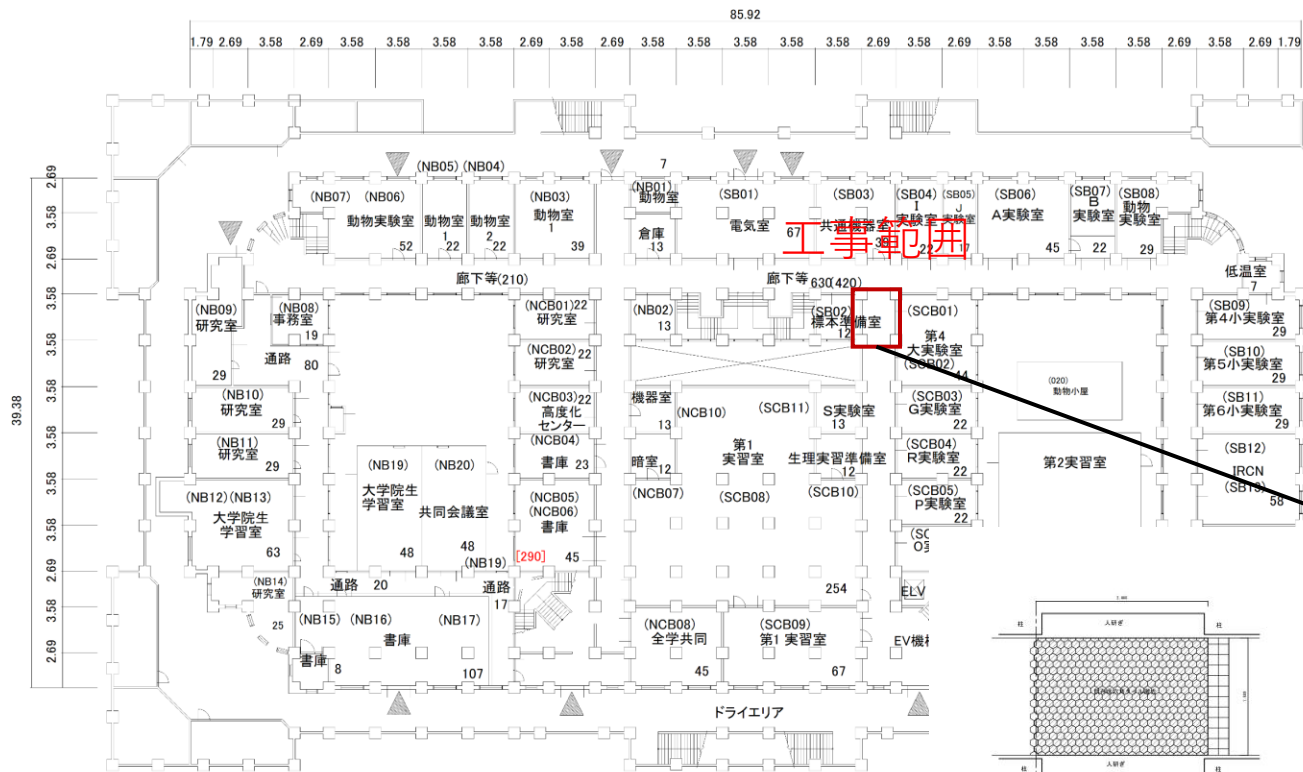 85.92
1.79 2.69 3.58 3.58 2.69 3.58 3.58 3.58 2.69 3.58 3.58 3.58 3.58 3.58 2.69 3.58 2.69 3.58 3.58 3.58 2.69 3.58 2.69 1.79
39.38
2.69
3.58
2.69
3.58
3.58
3.58
3.58
3.58
3.58
2.69
3.58
2.69
(NB05) (NB04)
7
(NB07)
(NB06)
動物実験室
52
動物室
1
22
動物室
2
22
(NB03)
動物室
1
39
(NB01)
動物室
倉庫
13
(SB01)
電気室
67
(SB03)
共通機器室
39
(SB04)
I
実験室
22
(SB05)
J
実験室
17
(SB06)
A実験室
45
(SB07)
B
実験室
22
(SB08)
動物
実験室
29
工事範囲
廊下等(210)
廊下等
630(420)
低温室
7
(NB09)
研究室
29
(NB08)
事務室
19
通路
80
(NCB01)22
研究室
(NB02)
13
(SB02)
標本準備室
12
(SCB01)
第4
大実験室
(SCB02)
44
(SB09)
第4小実験室
29
(NCB02)
22
研究室
(SB10)
第5小実験室
29
(020)
動物小屋
(NB10)
研究室
29
(NCB03)22
高度化
センター
機器室
13
(NCB10)
(SCB11)
S実験室
13
(SCB03)
G実験室
22
(SB11)
第6小実験室
29
(NB11)
研究室
29
(NB19)
大学院生
学習室
48
(NB20)
共同会議室
48
(NCB04)
書庫
23
暗室
12
第1
実習室
生理実習準備室
12
(SCB04)
R実験室
22
第2実習室
(SB12)
IRCN
(SB13)
58
(NB12)(NB13)
大学院生
学習室
63
(NCB05)
(NCB06)
書庫
45
(NCB07)
(SCB08)
(SCB10)
254
(SCB05)
P実験室
22
(NB19)
[290]
(NB14)
研究室
25
通路
20
通路
17
ELV
(NB15)
書庫
8
(NB16)
書庫
(NB17)
107
(NCB08)
全学共同
45
(SCB09)
第1 実習室
67
EV機
ドライエリア
柱
人研ぎ
柱
柱
人研ぎ
柱